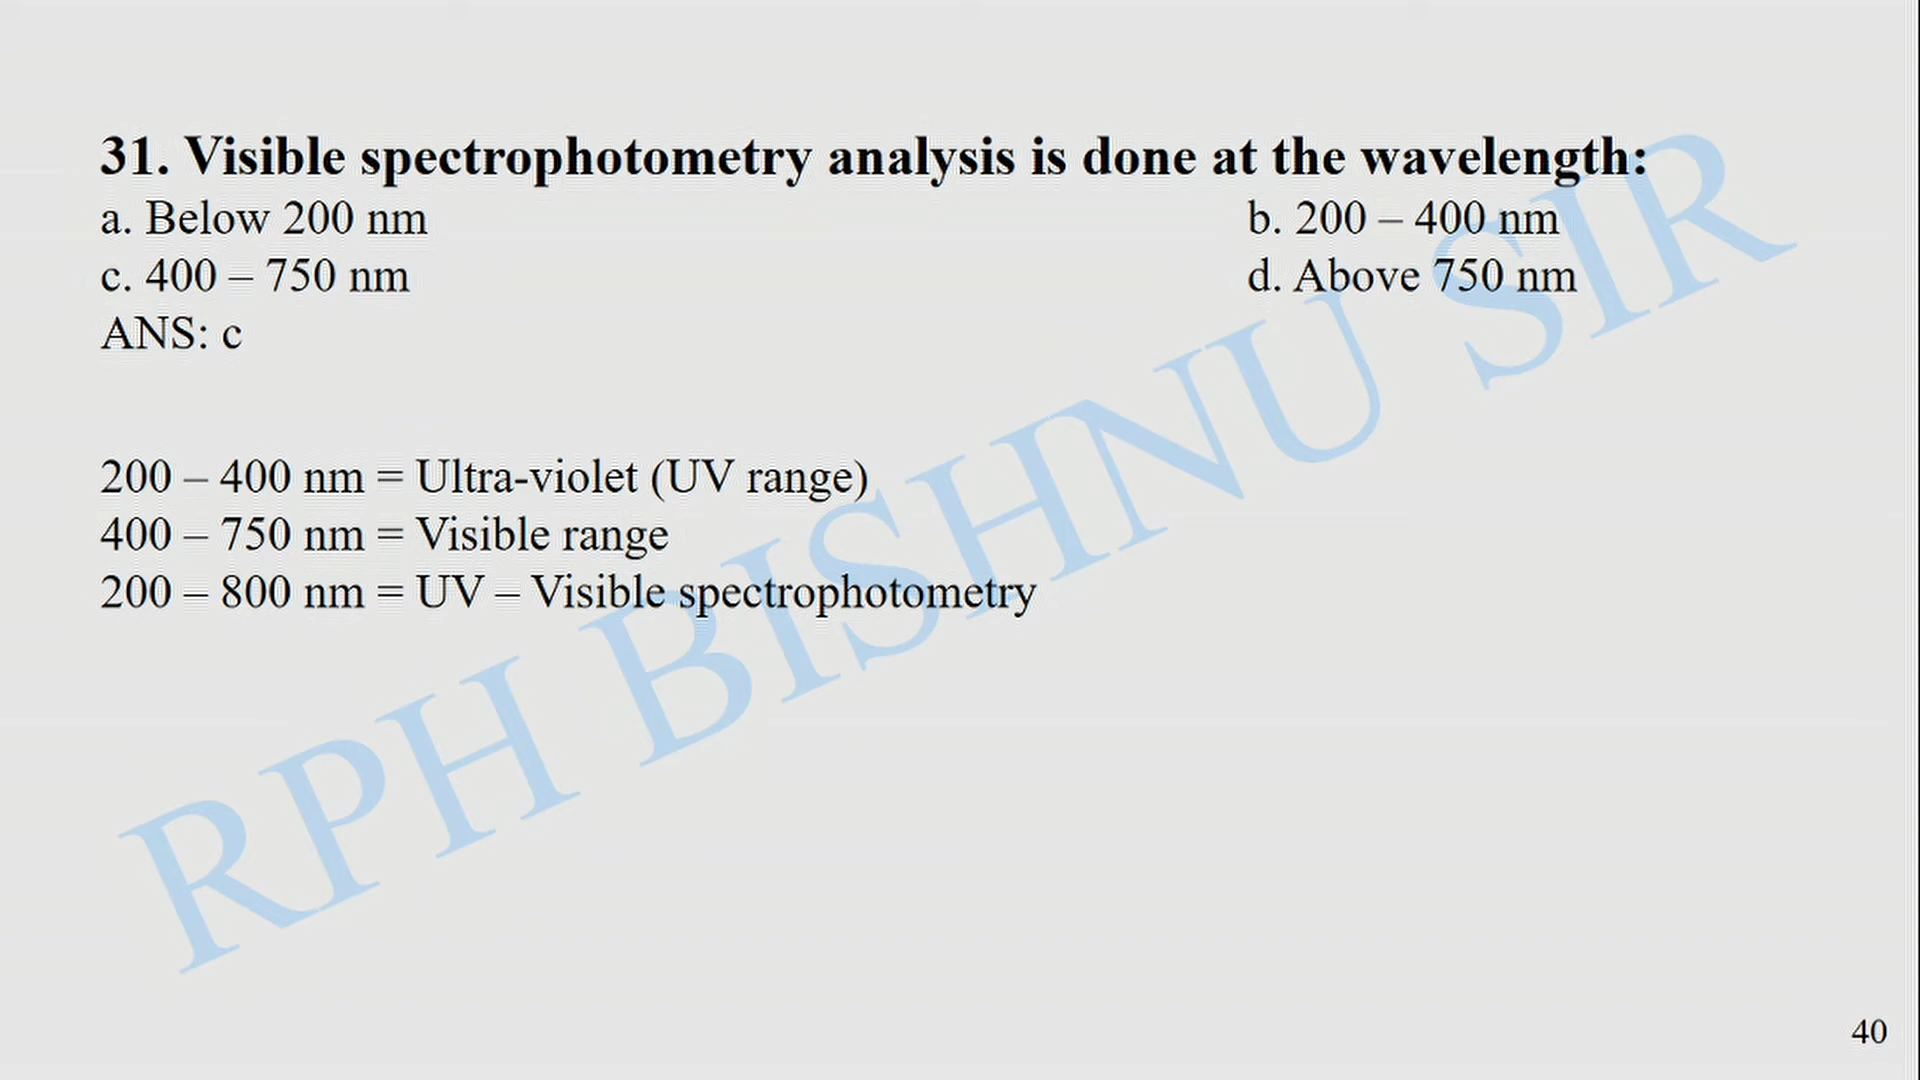 31. Visible spectrophotometry analysis is done at the wavelength:
a. Below 200 nm b. 200 – 400 nm
c. 400 – 750 nm d. Above 750 nm
ANS: c
200 – 400 nm = Ultra-violet (UV range)
400 – 750 nm = Visible range
200 – 800 nm = UV – Visible spectrophotometry
RPH BISHNU SIR
40